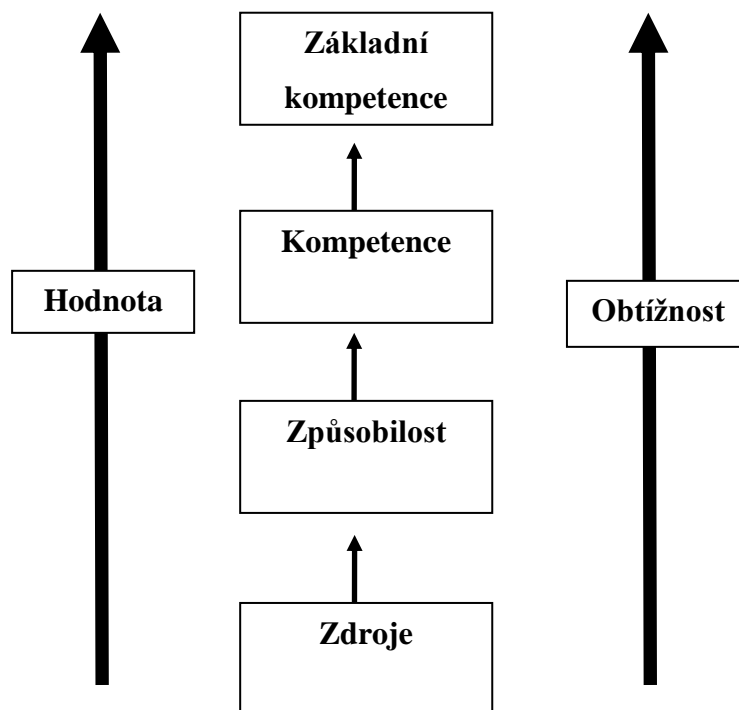 Základní
kompetence
Kompetence
Hodnota
Obtížnost
Způsobilost
Zdroje